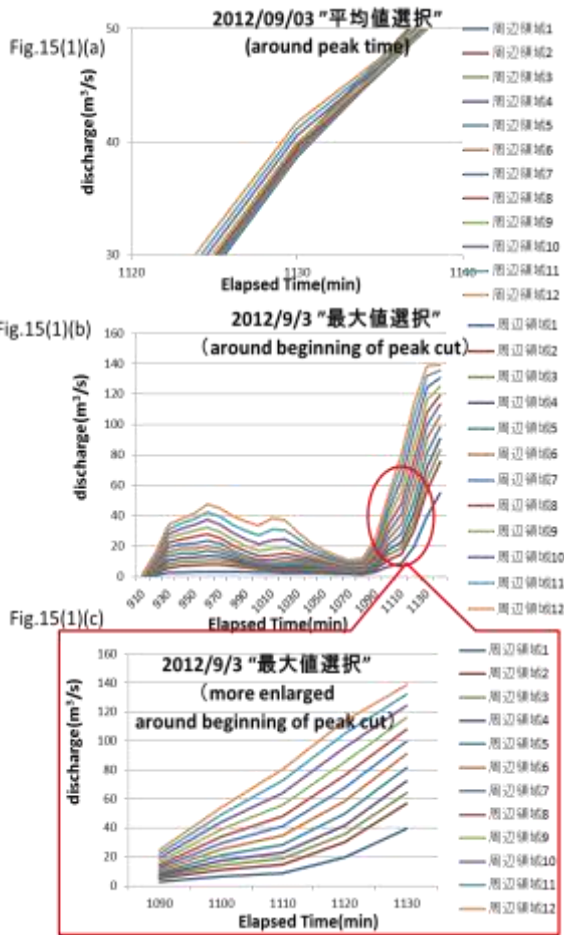 2012/09/03 "平均値選択"
Fig.15(1)(a)
(around peak time)
discharge(m³/s)
50
40
30
1120
1130
1140
Elapsed Time(min)
周辺領域1
周辺領域2
周辺領域3
周辺領域4
周辺領域5
周辺領域6
周辺領域7
周辺領域8
周辺領域9
周辺領域10
周辺領域11
周辺領域12
Fig.15(1)(b)
2012/9/3 "最大値選択"
(around beginning of peak cut)
discharge(m³/s)
160
140
120
100
80
60
40
20
0
910
930
950
970
990
1010
1030
1050
1070
1090
1110
1130
Elapsed Time(min)
周辺領域1
周辺領域2
周辺領域3
周辺領域4
周辺領域5
周辺領域6
周辺領域7
周辺領域8
周辺領域9
周辺領域10
周辺領域11
周辺領域12
Fig.15(1)(c)
2012/9/3 "最大値選択"
(more enlarged
around beginning of peak cut)
discharge(m³/s)
160
140
120
100
80
60
40
20
0
1090
1100
1110
1120
1130
Elapsed Time(min)
周辺領域1
周辺領域2
周辺領域3
周辺領域4
周辺領域5
周辺領域6
周辺領域7
周辺領域8
周辺領域9
周辺領域10
周辺領域11
周辺領域12